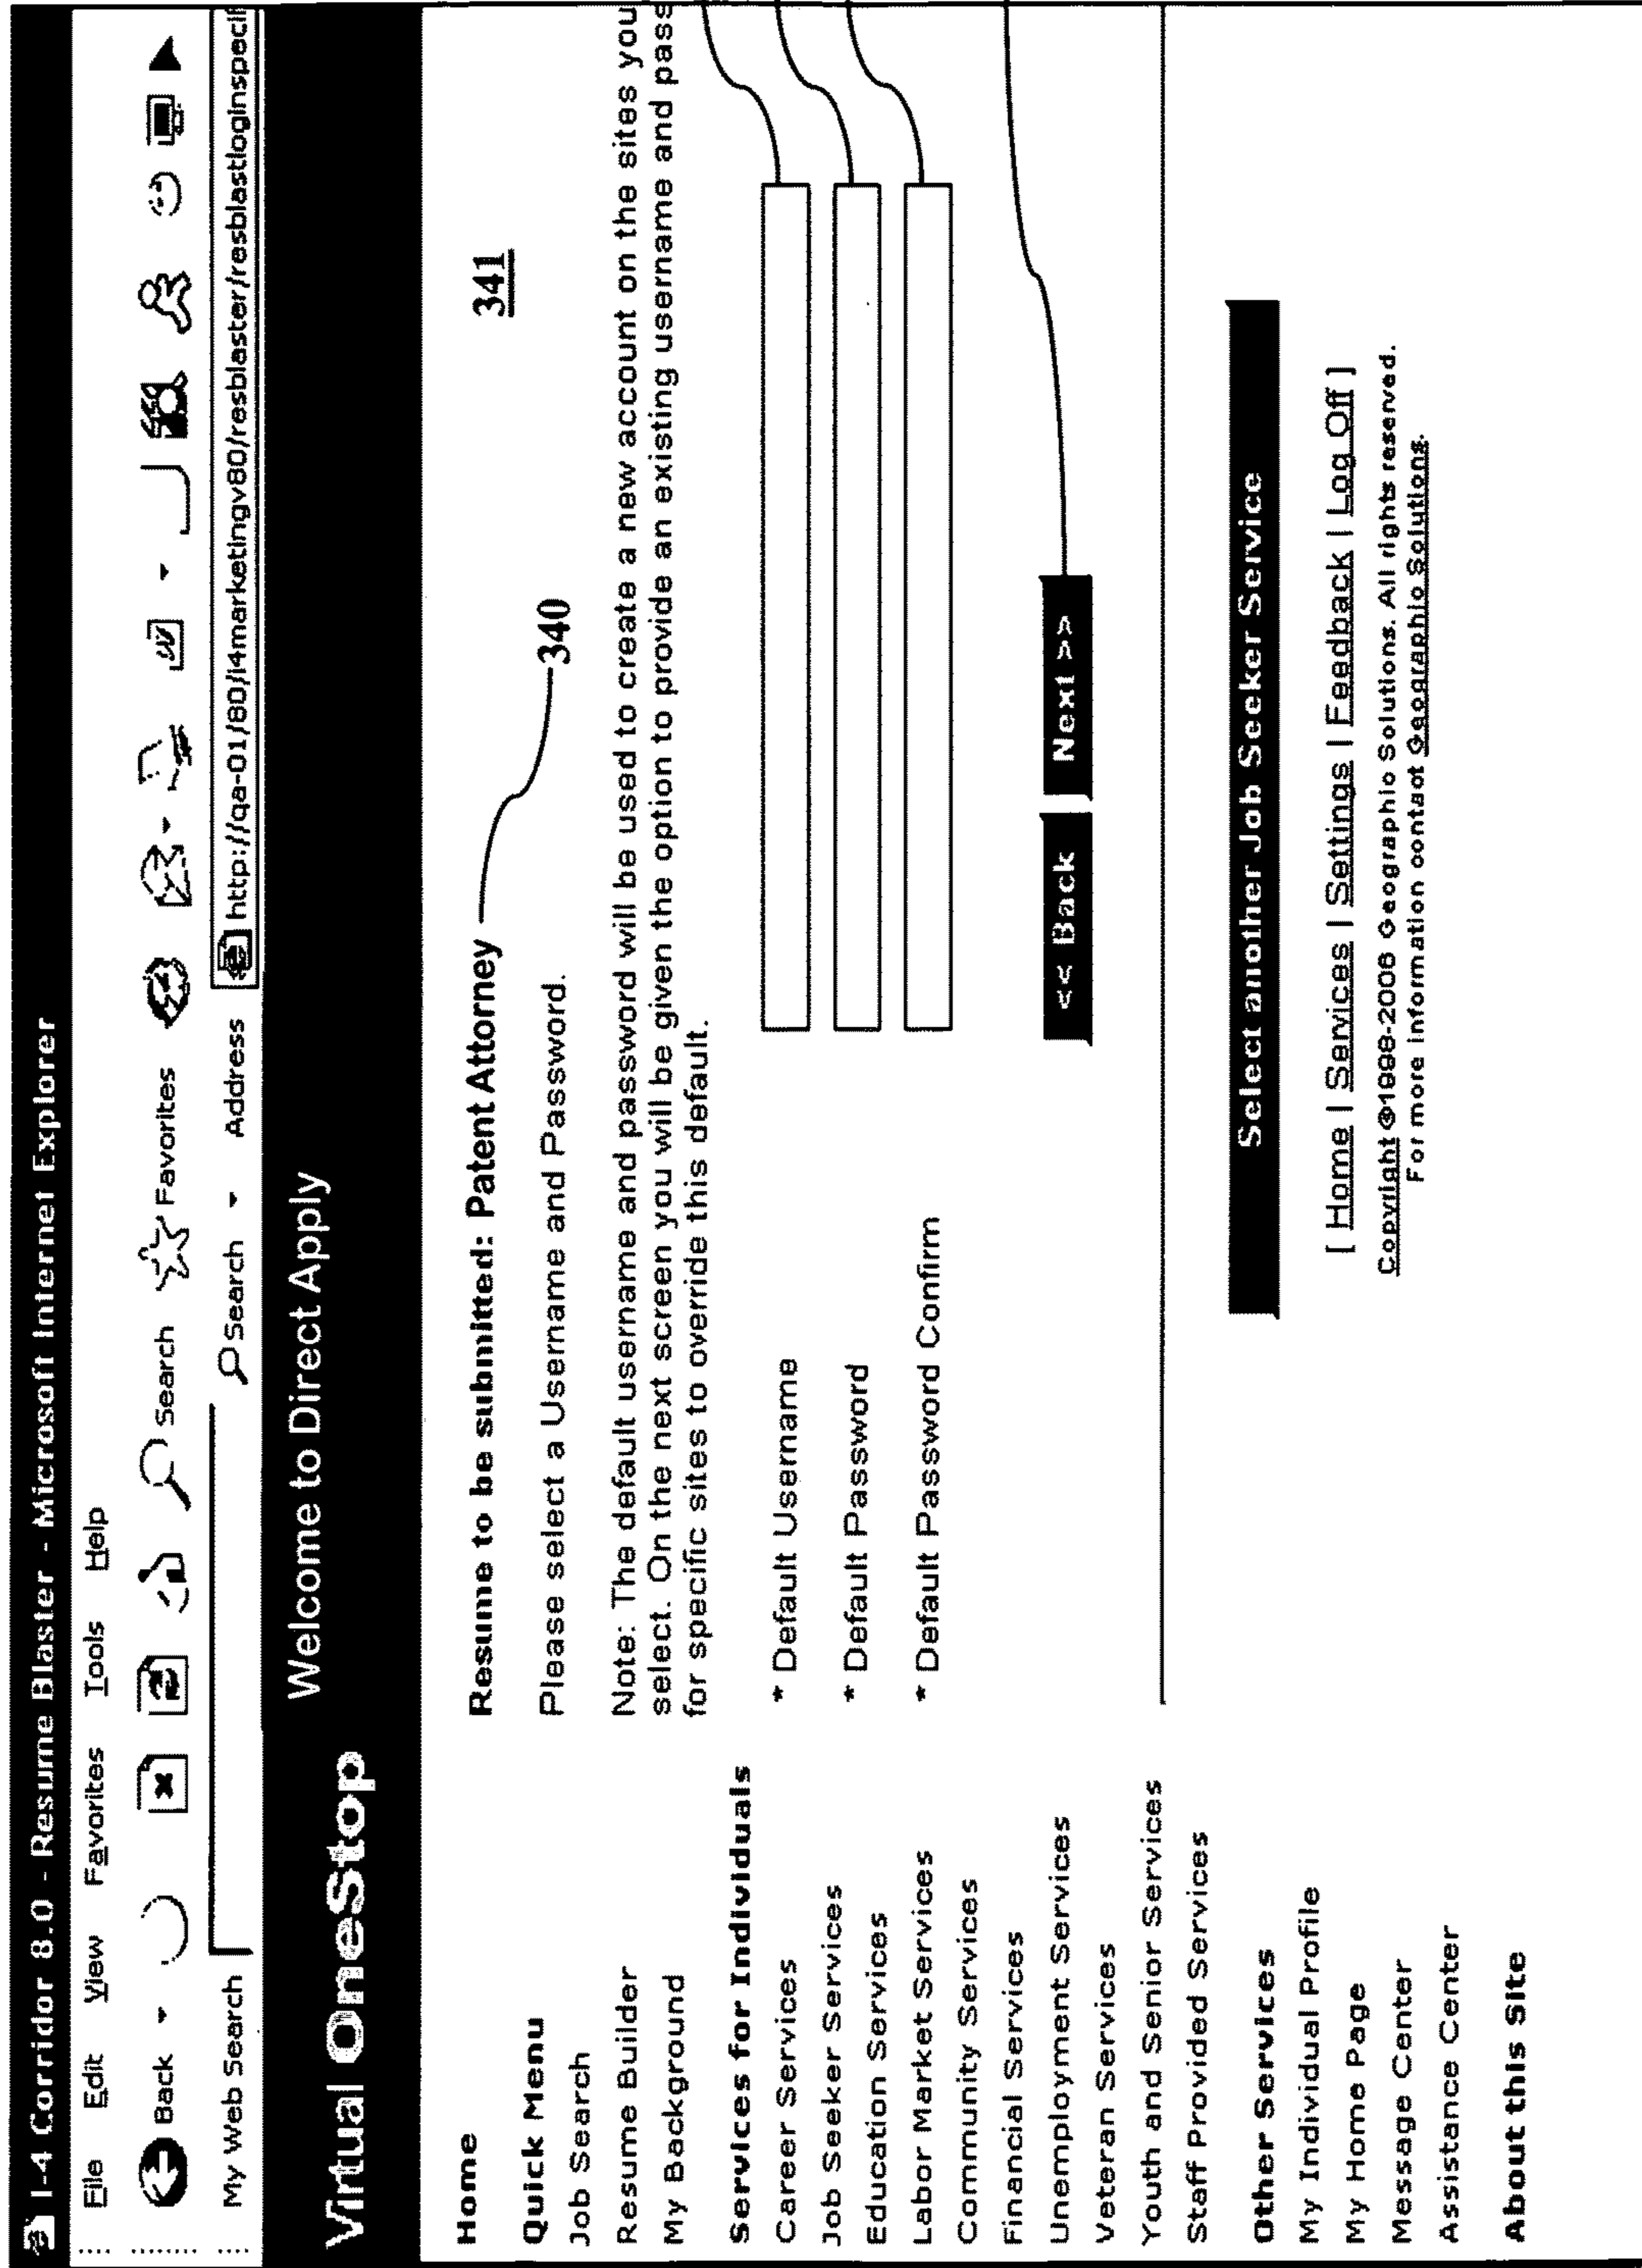 I-4 Corridor 8.0 - Resume Blaster - Microsoft Internet Explorer
File Edit View Favorites Tools Help
Back Search Favorites
My Web Search Search Address http://qa-01/80/i4marketingv80/resblaster/resblastloginspecif
Virtual OneStop
Welcome to Direct Apply
Home
Quick Menu
Job Search
Resume Builder
My Background
Services for Individuals
Career Services
Job Seeker Services
Education Services
Labor Market Services
Community Services
Financial Services
Unemployment Services
Veteran Services
Youth and Senior Services
Staff Provided Services
Other Services
My Individual Profile
My Home Page
Message Center
Assistance Center
About this Site
Resume to be submitted: Patent Attorney
340
341
Please select a Username and Password.
Note: The default username and password will be used to create a new account on the sites you
select. On the next screen you will be given the option to provide an existing username and pass
for specific sites to override this default.
* Default Username
* Default Password
* Default Password Confirm
<< Back Next >>
Select another Job Seeker Service
[ Home | Services | Settings | Feedback | Log Off ]
Copyright ©1998-2006 Geographic Solutions. All rights reserved.
For more information contact Geographic Solutions.